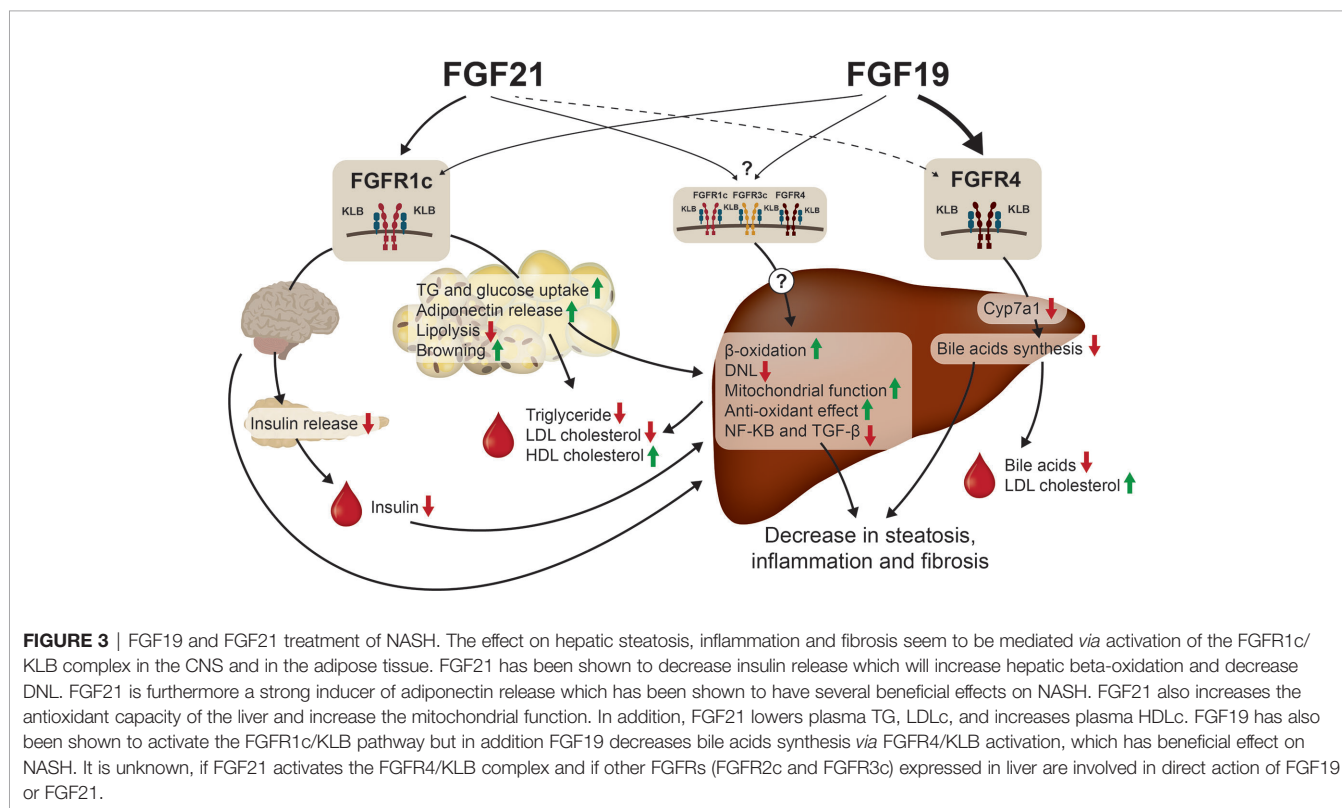 FGF21
FGF19
FGFR1c
KLB
KLB
?
FGFR1c FGFR3c FGFR4
KLB KLB KLB KLB
FGFR4
KLB
KLB
?
TG and glucose uptake
Adiponectin release
Lipolysis
Browning
Cyp7a1
Bile acids synthesis
β-oxidation
DNL
Mitochondrial function
Anti-oxidant effect
NF-KB and TGF-β
Insulin release
Triglyceride
LDL cholesterol
HDL cholesterol
Bile acids
LDL cholesterol
Insulin
Decrease in steatosis,
inflammation and fibrosis
FIGURE 3 | FGF19 and FGF21 treatment of NASH. The effect on hepatic steatosis, inflammation and fibrosis seem to be mediated via activation of the FGFR1c/
KLB complex in the CNS and in the adipose tissue. FGF21 has been shown to decrease insulin release which will increase hepatic beta-oxidation and decrease
DNL. FGF21 is furthermore a strong inducer of adiponectin release which has been shown to have several beneficial effects on NASH. FGF21 also increases the
antioxidant capacity of the liver and increase the mitochondrial function. In addition, FGF21 lowers plasma TG, LDLc, and increases plasma HDLc. FGF19 has also
been shown to activate the FGFR1c/KLB pathway but in addition FGF19 decreases bile acids synthesis via FGFR4/KLB activation, which has beneficial effect on
NASH. It is unknown, if FGF21 activates the FGFR4/KLB complex and if other FGFRs (FGFR2c and FGFR3c) expressed in liver are involved in direct action of FGF19
or FGF21.